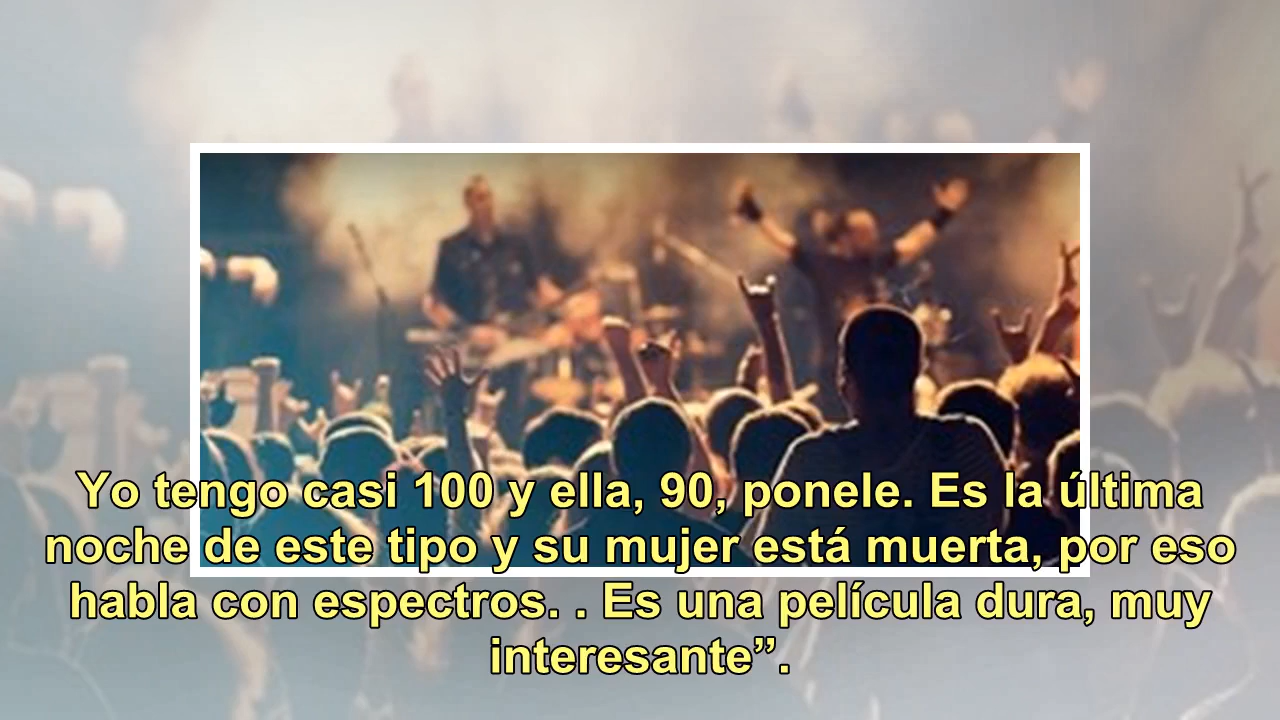 Yo tengo casi 100 y ella, 90, ponele. Es la última
noche de este tipo y su mujer está muerta, por eso
habla con espectros. . Es una película dura, muy
interesante”.